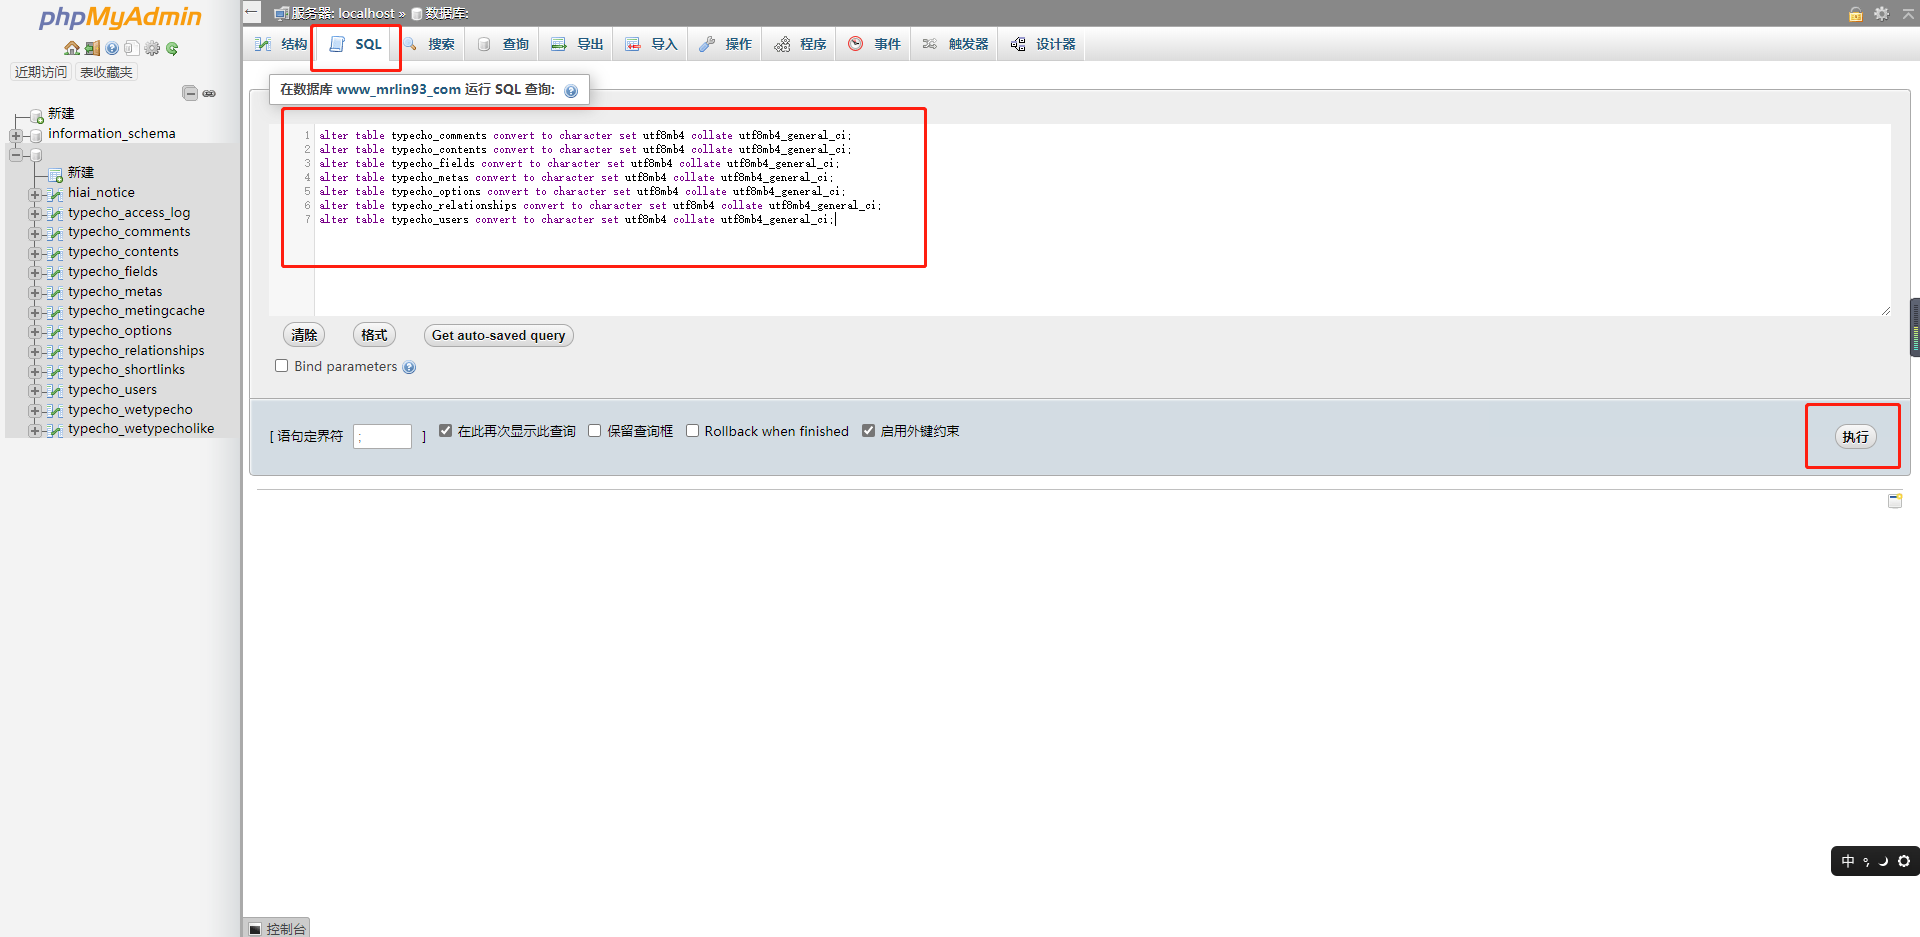 phpMyAdmin
近期访问 表收藏夹
新建
information_schema
新建
hiai_notice
typecho_access_log
typecho_comments
typecho_contents
typecho_fields
typecho_metas
typecho_metingcache
typecho_options
typecho_relationships
typecho_shortlinks
typecho_users
typecho_wetypecho
typecho_wetypecholike
服务器: localhost » 数据库:
结构 SQL 搜索 查询 导出 导入 操作 程序 事件 触发器 设计器
在数据库 www_mrlin93_com 运行 SQL 查询:
1 alter table typecho_comments convert to character set utf8mb4 collate utf8mb4_general_ci;
2 alter table typecho_contents convert to character set utf8mb4 collate utf8mb4_general_ci;
3 alter table typecho_fields convert to character set utf8mb4 collate utf8mb4_general_ci;
4 alter table typecho_metas convert to character set utf8mb4 collate utf8mb4_general_ci;
5 alter table typecho_options convert to character set utf8mb4 collate utf8mb4_general_ci;
6 alter table typecho_relationships convert to character set utf8mb4 collate utf8mb4_general_ci;
7 alter table typecho_users convert to character set utf8mb4 collate utf8mb4_general_ci;
清除 格式 Get auto-saved query
Bind parameters
[ 语句定界符 ; ] 在此再次显示此查询 保留查询框 Rollback when finished 启用外键约束
执行
中
控制台